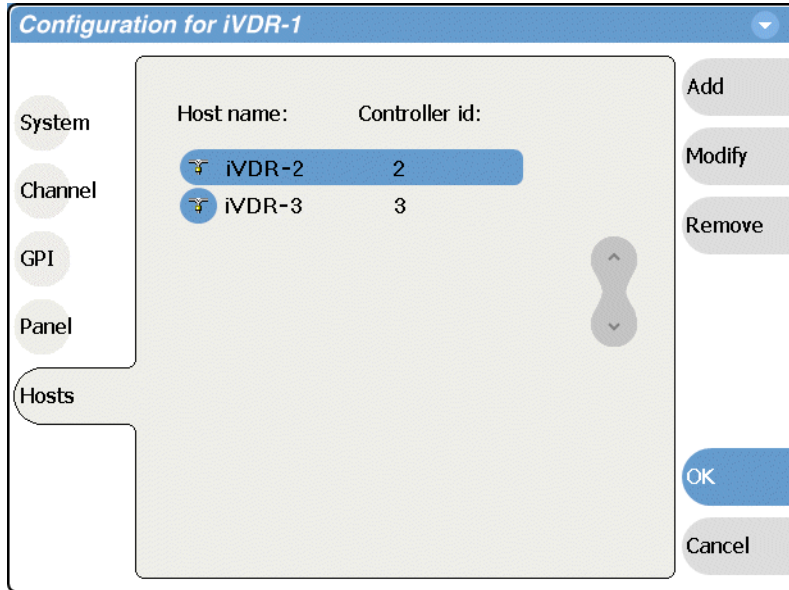 Configuration for iVDR-1
System
Channel
GPI
Panel
Hosts
Host name: Controller id:
iVDR-2 2
iVDR-3 3
Add
Modify
Remove
OK
Cancel